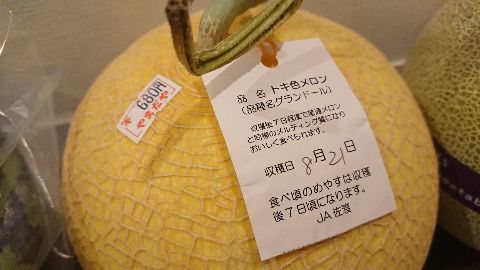 680円
やまだや
品 名 トキ色メロン
(品種名グランドール)
収穫後7日程度で普通メロン
と同様のメルティング質になり
おいしく食べられます。
収穫日 8月21日
食べ頃のめやすは収穫
後7日頃になります。
JA佐渡